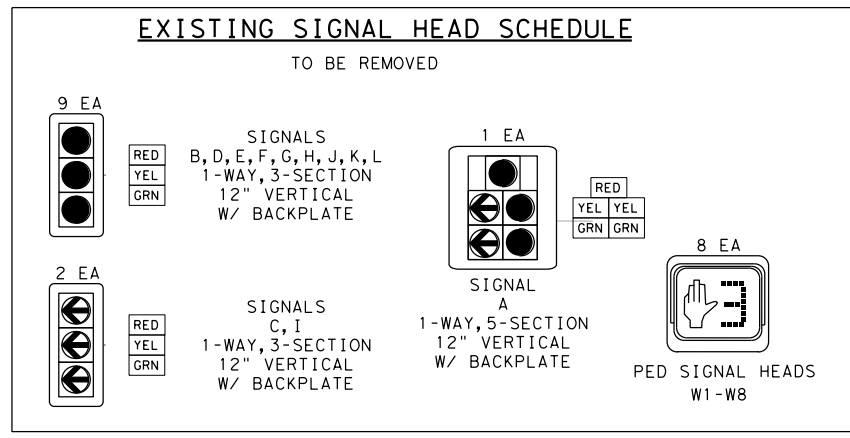 EXISTING SIGNAL HEAD SCHEDULE
TO BE REMOVED
9 EA
RED
YEL
GRN
SIGNALS
B,D,E,F,G,H,J,K,L
1-WAY,3-SECTION
12" VERTICAL
W/ BACKPLATE
2 EA
RED
YEL
GRN
SIGNALS
C,I
1-WAY,3-SECTION
12" VERTICAL
W/ BACKPLATE
1 EA
RED
YEL YEL
GRN GRN
SIGNAL
A
1-WAY,5-SECTION
12" VERTICAL
W/ BACKPLATE
8 EA
3
PED SIGNAL HEADS
W1-W8